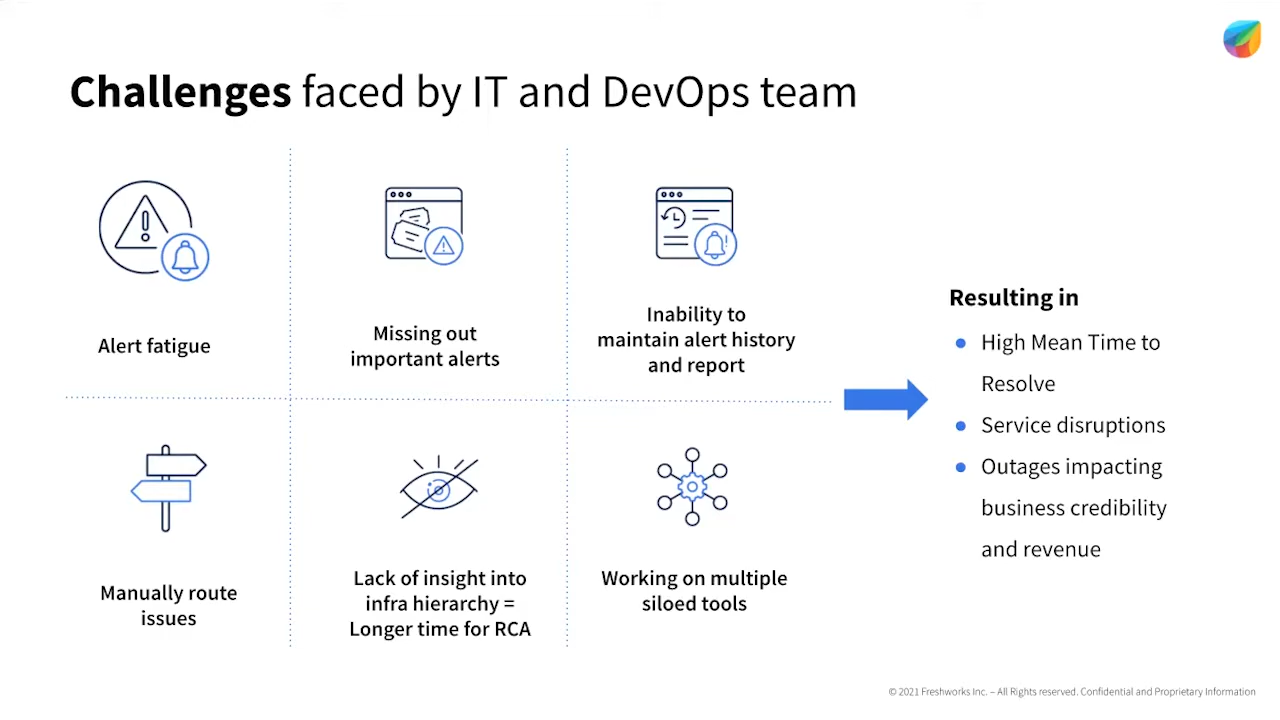 Challenges faced by IT and DevOps team
Alert fatigue
Missing out
important alerts
Inability to
maintain alert history
and report
Manually route
issues
Lack of insight into
infra hierarchy =
Longer time for RCA
Working on multiple
siloed tools
Resulting in
● High Mean Time to
Resolve
● Service disruptions
● Outages impacting
business credibility
and revenue
© 2021 Freshworks Inc. – All Rights reserved. Confidential and Proprietary Information